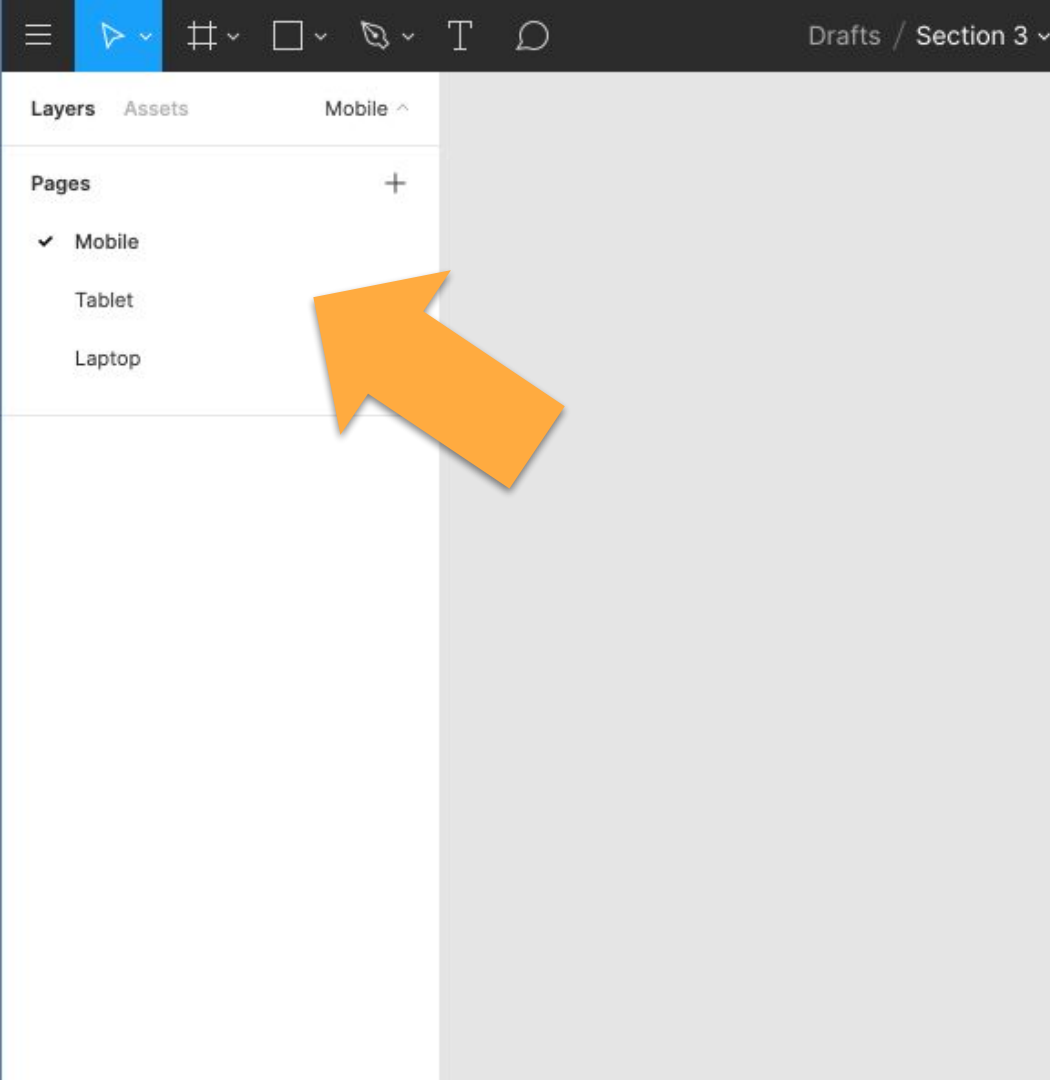 Drafts / Section 3
Layers Assets Mobile
Pages
Mobile
Tablet
Laptop